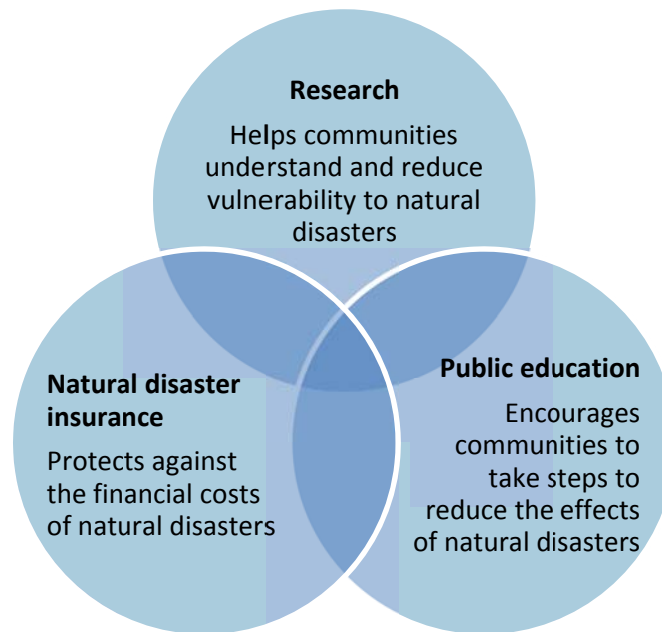 Research
Helps communities
understand and reduce
vulnerability to natural
disasters
Natural disaster
insurance
Protects against
the financial costs
of natural disasters
Public education
Encourages
communities to
take steps to
reduce the effects
of natural disasters